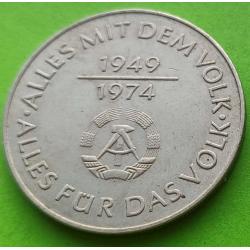 · ALLES MIT DEM VOLK ·
1949
1974
ALLES FÜR DAS VOLK